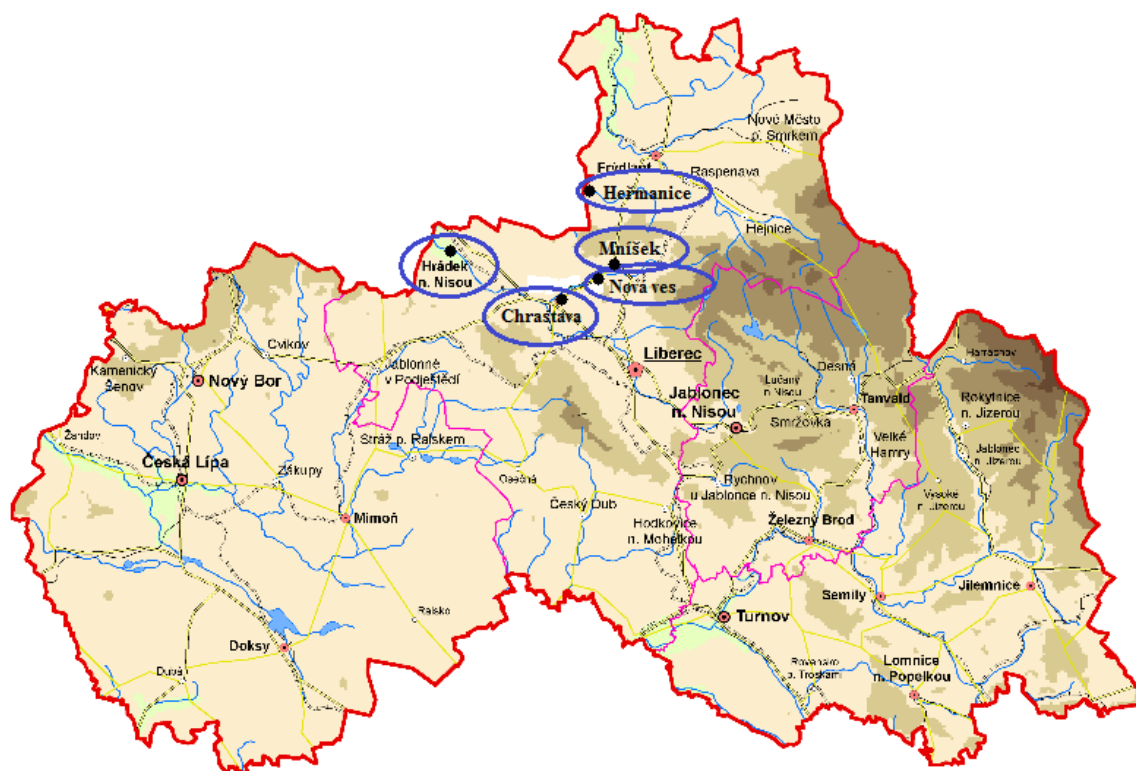 Nové Město
p. Smrkem
Frýdlant
Raspenava
Heřmanice
Hejnice
Mníšek
Hrádek
n. Nisou
Nová ves
Chrastava
Liberec
Cvikov
Kamenický
Šenov
Nový Bor
Jablonné
v Podještědí
Jablonec
n. Nisou
Lučany
n. Nisou
Desná
Tanvald
Harrachov
Rokytnice
n. Jizerou
Smržovka
Velké
Hamry
Jablonec
n. Jizerou
Žandov
Česká Lípa
Zákupy
Stráž p. Ralskem
Osečná
Český Dub
Rychnov
u Jablonce n. Nisou
Vysoké
n. Jizerou
Mimoň
Hodkovice
n. Mohelkou
Železný Brod
Semily
Jilemnice
Ralsko
Turnov
Doksy
Dubá
Rovensko
p. Troskami
Lomnice
n. Popelkou